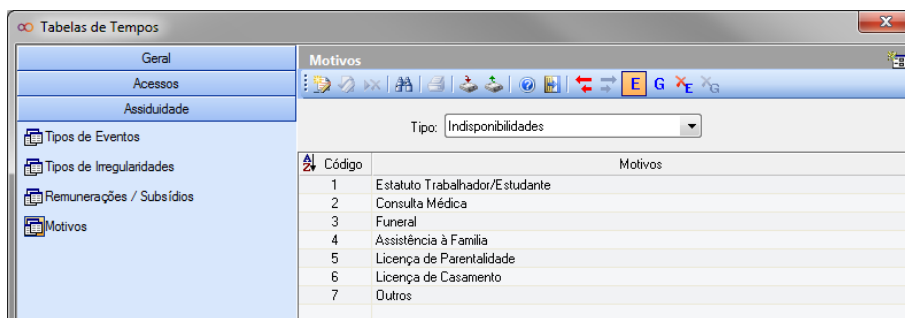 Tabelas de Tempos
Geral
Acessos
Assiduidade
Tipos de Eventos
Tipos de Irregularidades
Remunerações / Subsídios
Motivos
Motivos
E G E G
Tipo: Indisponibilidades
Código Motivos
1 Estatuto Trabalhador/Estudante
2 Consulta Médica
3 Funeral
4 Assistência à Familia
5 Licença de Parentalidade
6 Licença de Casamento
7 Outros